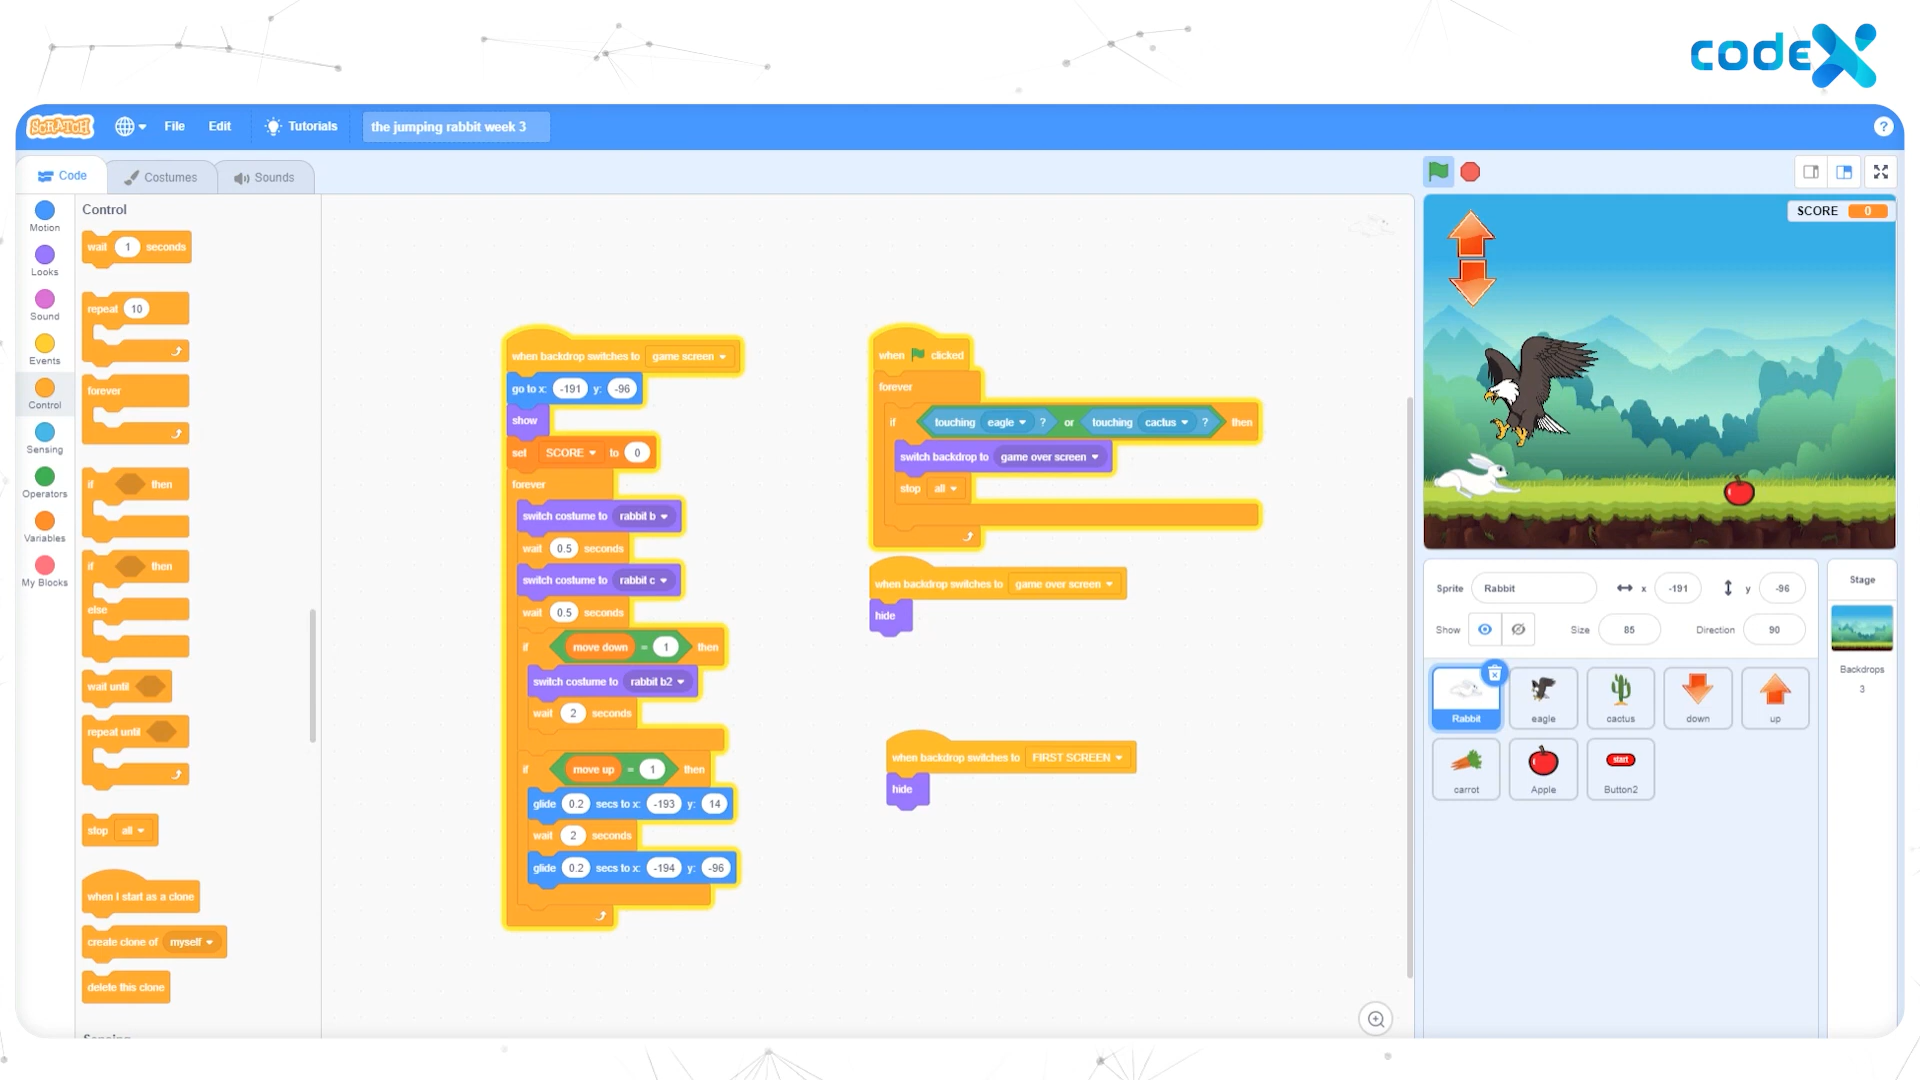 codeX
SCRATCH
File
Edit
Tutorials
the jumping rabbit week 3
?
Code
Costumes
Sounds
Motion
Looks
Sound
Events
Control
Sensing
Operators
Variables
My Blocks
Control
wait 1 seconds
repeat 10
forever
if then
if then
else
wait until
repeat until
stop all
when I start as a clone
create clone of myself
delete this clone
when backdrop switches to game screen
go to x: -191 y: -96
show
set SCORE to 0
forever
switch costume to rabbit b
wait 0.5 seconds
switch costume to rabbit c
wait 0.5 seconds
if move down = 1 then
switch costume to rabbit b2
wait 2 seconds
if move up = 1 then
glide 0.2 secs to x: -193 y: 14
wait 2 seconds
glide 0.2 secs to x: -194 y: -96
when clicked
forever
if touching eagle ? or touching cactus ? then
switch backdrop to game over screen
stop all
when backdrop switches to game over screen
hide
when backdrop switches to FIRST SCREEN
hide
SCORE 0
Sprite Rabbit x -191 y -96
Show Size 85 Direction 90
Rabbit
eagle
cactus
down
up
carrot
Apple
start
Button2
Stage
Backdrops
3